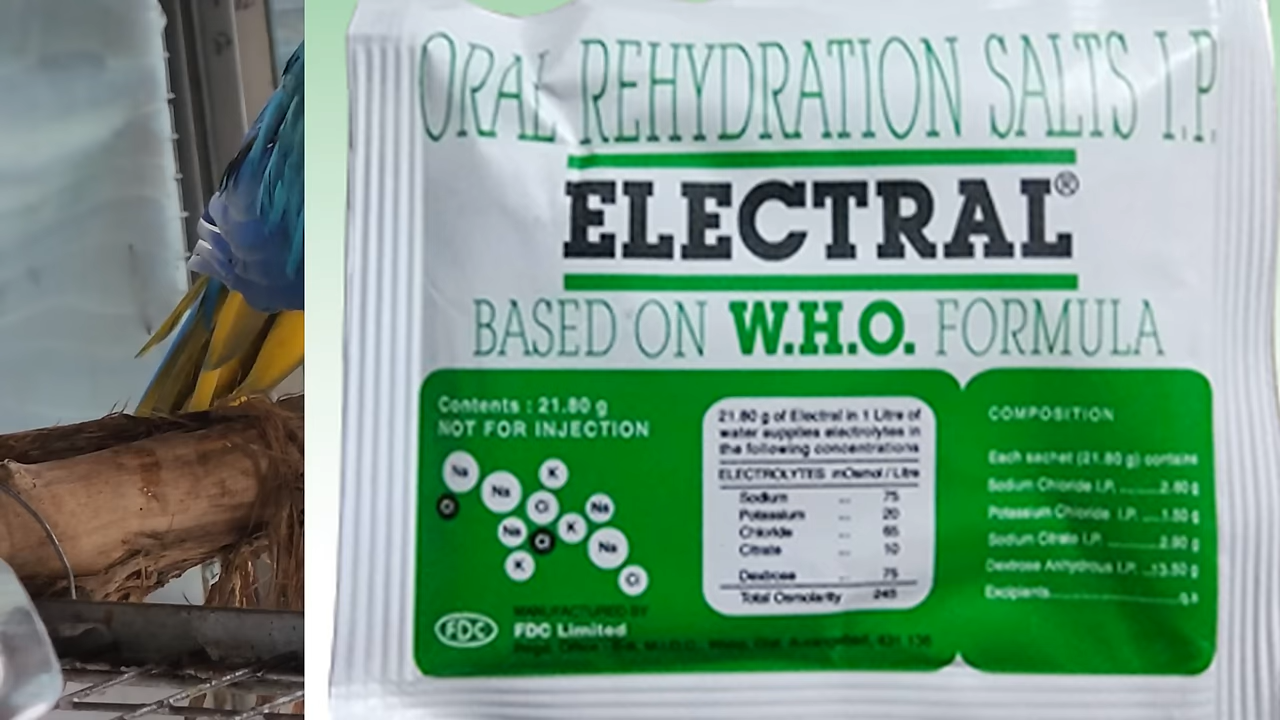 ORAL REHYDRATION SALTS I.P.
ELECTRAL®
BASED ON W.H.O. FORMULA
Contents : 21.80 g
NOT FOR INJECTION
Na
K
Na
Cl
Na
Na
K
Na
K
Cl
21.80 g of Electral in 1 Litre of
water supplies electrolytes in
the following concentrations
ELECTROLYTES mOsmol / Litre
Sodium ... 75
Potassium ... 20
Chloride ... 65
Citrate ... 10
Dextrose ... 75
Total Osmolarity 245
MANUFACTURED BY
FDC
FDC Limited
COMPOSITION
Each sachet (21.80 g) contains
Sodium Chloride I.P. ........2.60 g
Potassium Chloride I.P. ....1.50 g
Sodium Citrate I.P. ............2.90 g
Dextrose Anhydrous I.P. ..13.50 g
Excipients..........................q.s